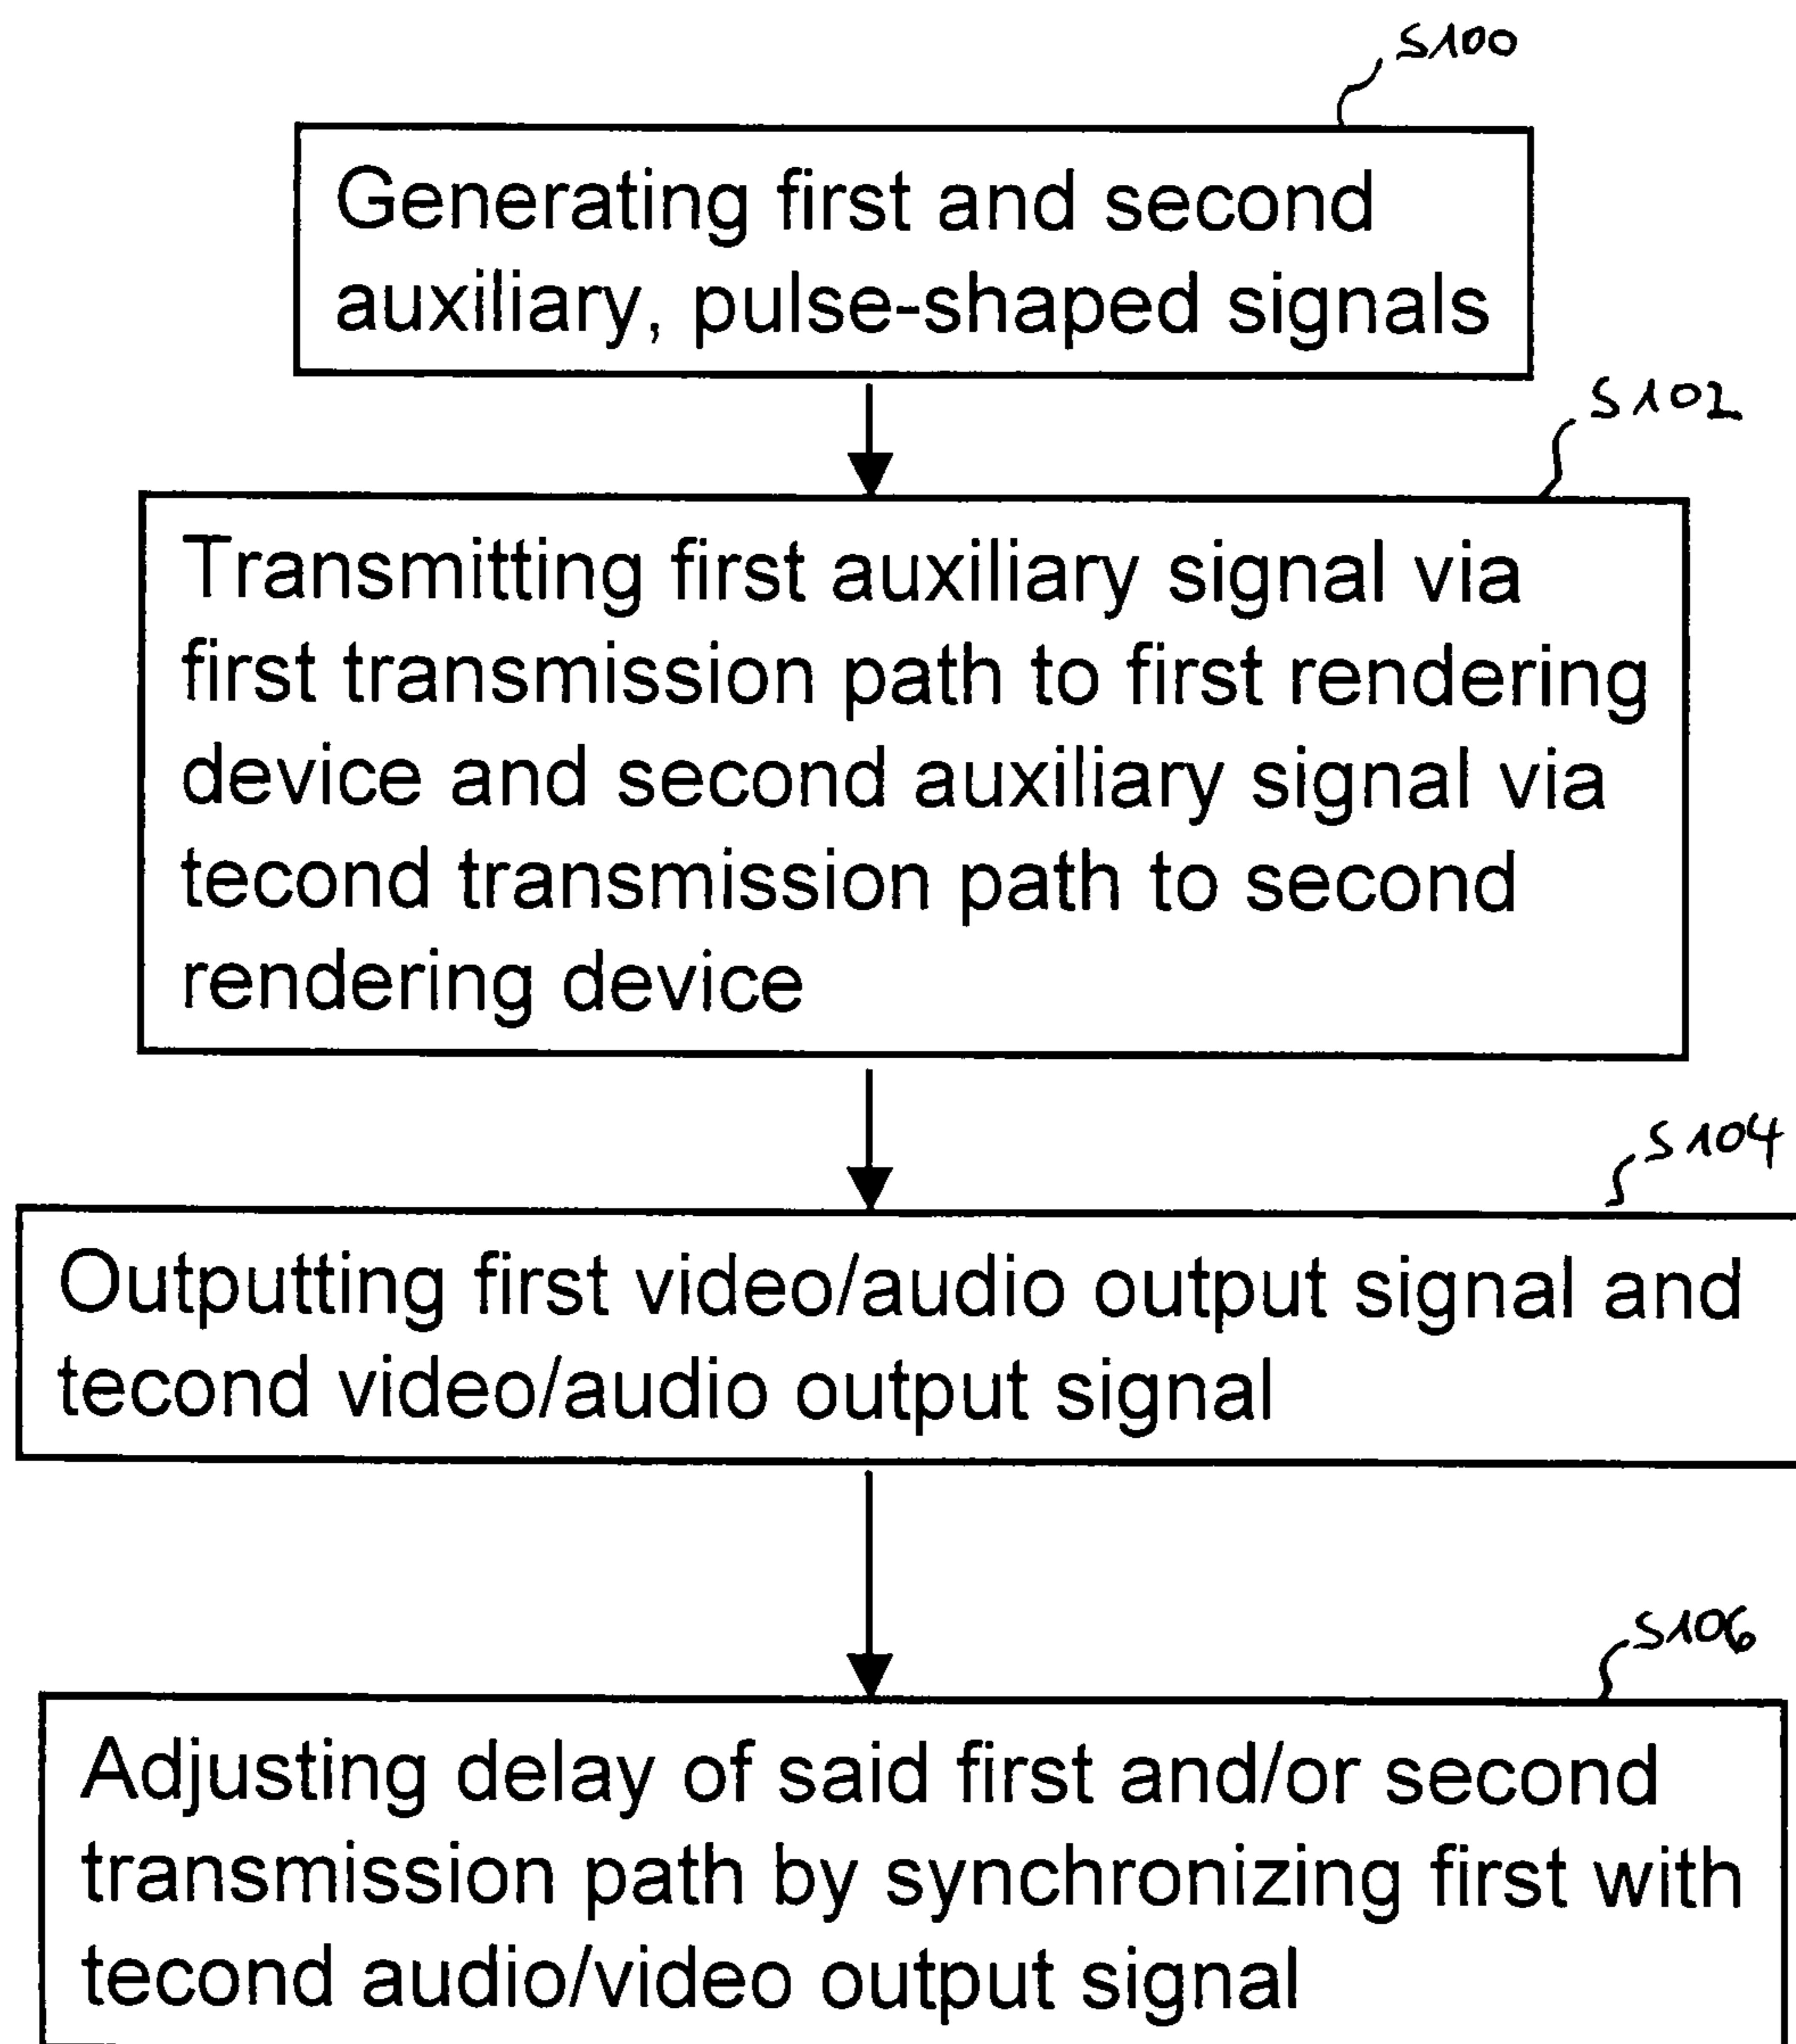 S100
Generating first and second
auxiliary, pulse-shaped signals
S102
Transmitting first auxiliary signal via
first transmission path to first rendering
device and second auxiliary signal via
tecond transmission path to second
rendering device
S104
Outputting first video/audio output signal and
tecond video/audio output signal
S106
Adjusting delay of said first and/or second
transmission path by synchronizing first with
tecond audio/video output signal